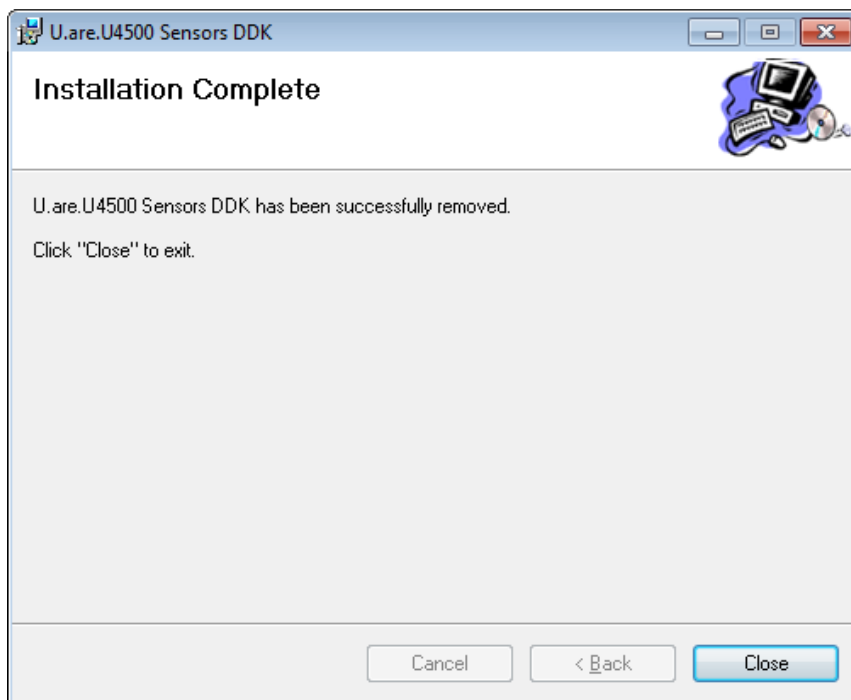 U.are.U4500 Sensors DDK
Installation Complete
U.are.U4500 Sensors DDK has been successfully removed.
Click "Close" to exit.
Cancel
< Back
Close